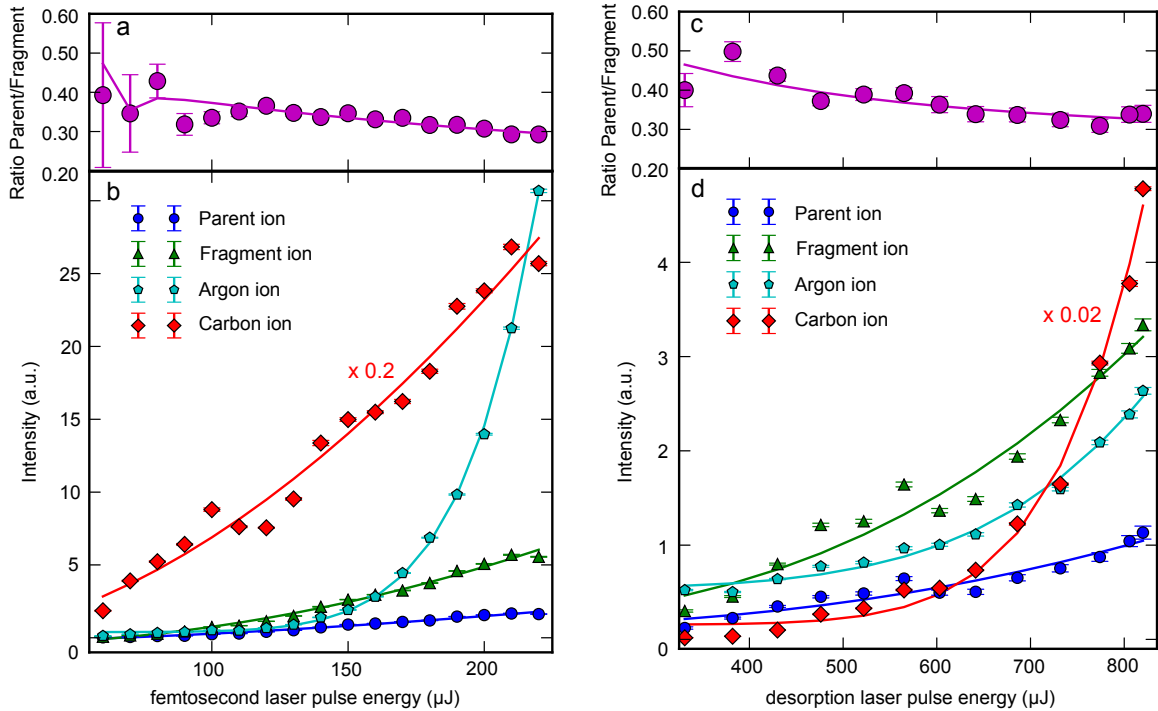 a
Ratio Parent/Fragment
0.60
0.50
0.40
0.30
0.20
b
Parent ion
Fragment ion
Argon ion
Carbon ion
x 0.2
Intensity (a.u.)
25
20
15
10
5
0
100
150
200
femtosecond laser pulse energy (µJ)
c
Ratio Parent/Fragment
0.60
0.50
0.40
0.30
0.20
d
Parent ion
Fragment ion
Argon ion
Carbon ion
x 0.02
Intensity (a.u.)
4
3
2
1
0
400
500
600
700
800
desorption laser pulse energy (µJ)